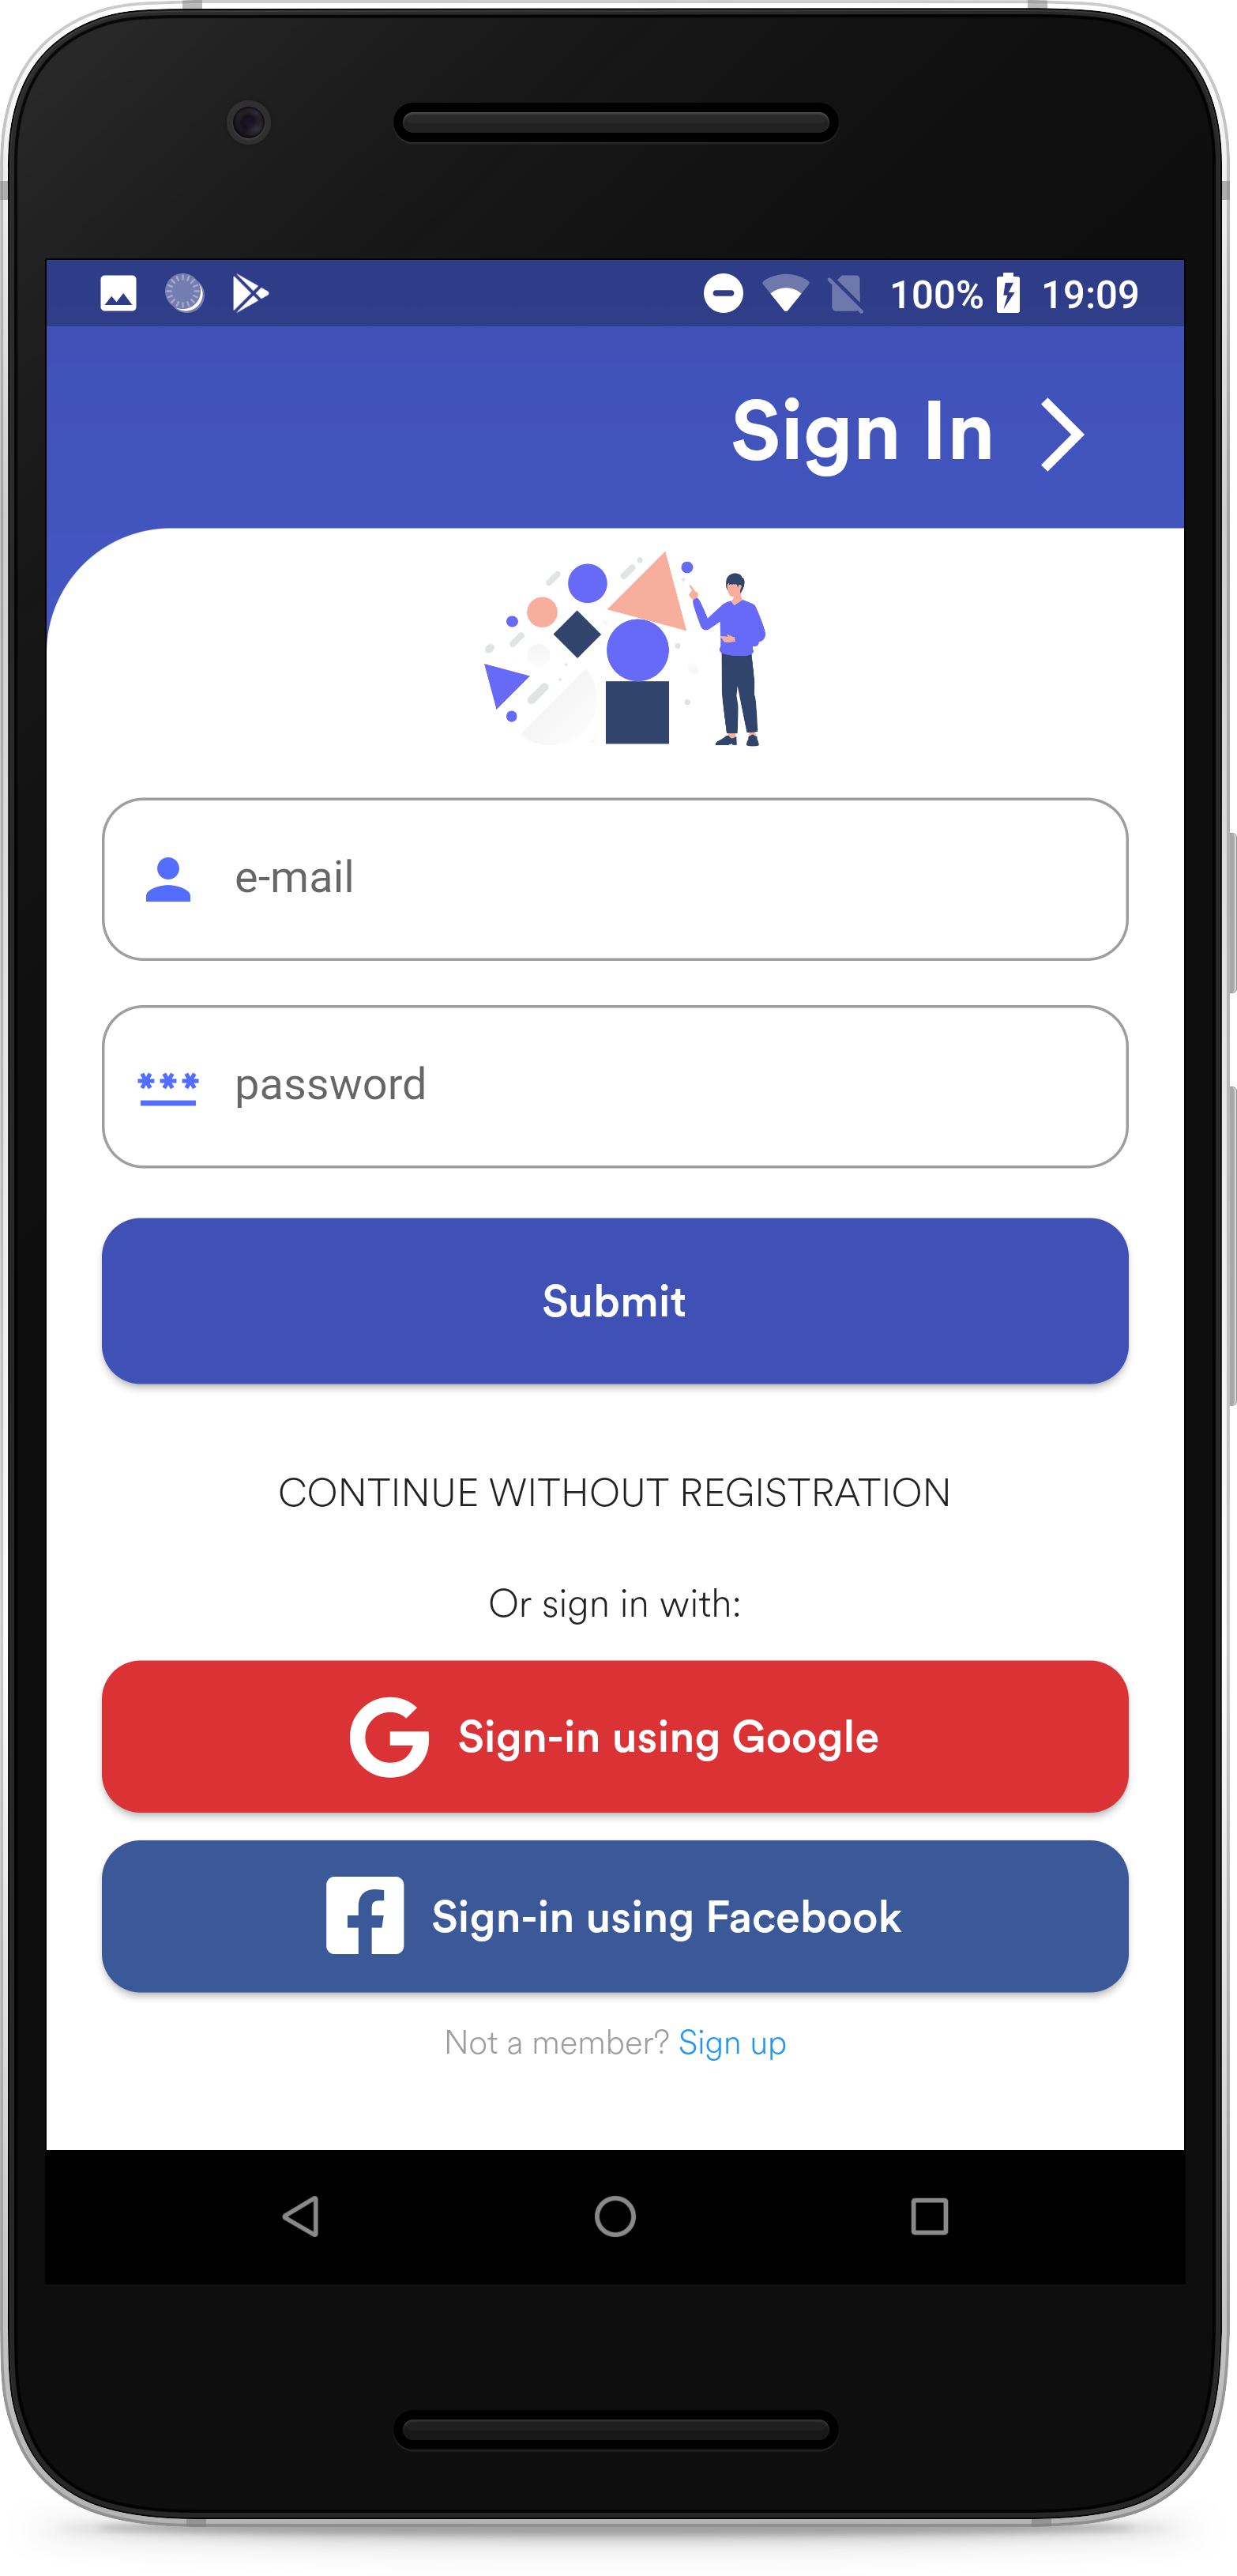 100% 19:09
Sign In
e-mail
*** password
Submit
CONTINUE WITHOUT REGISTRATION
Or sign in with:
G Sign-in using Google
f Sign-in using Facebook
Not a member? Sign up